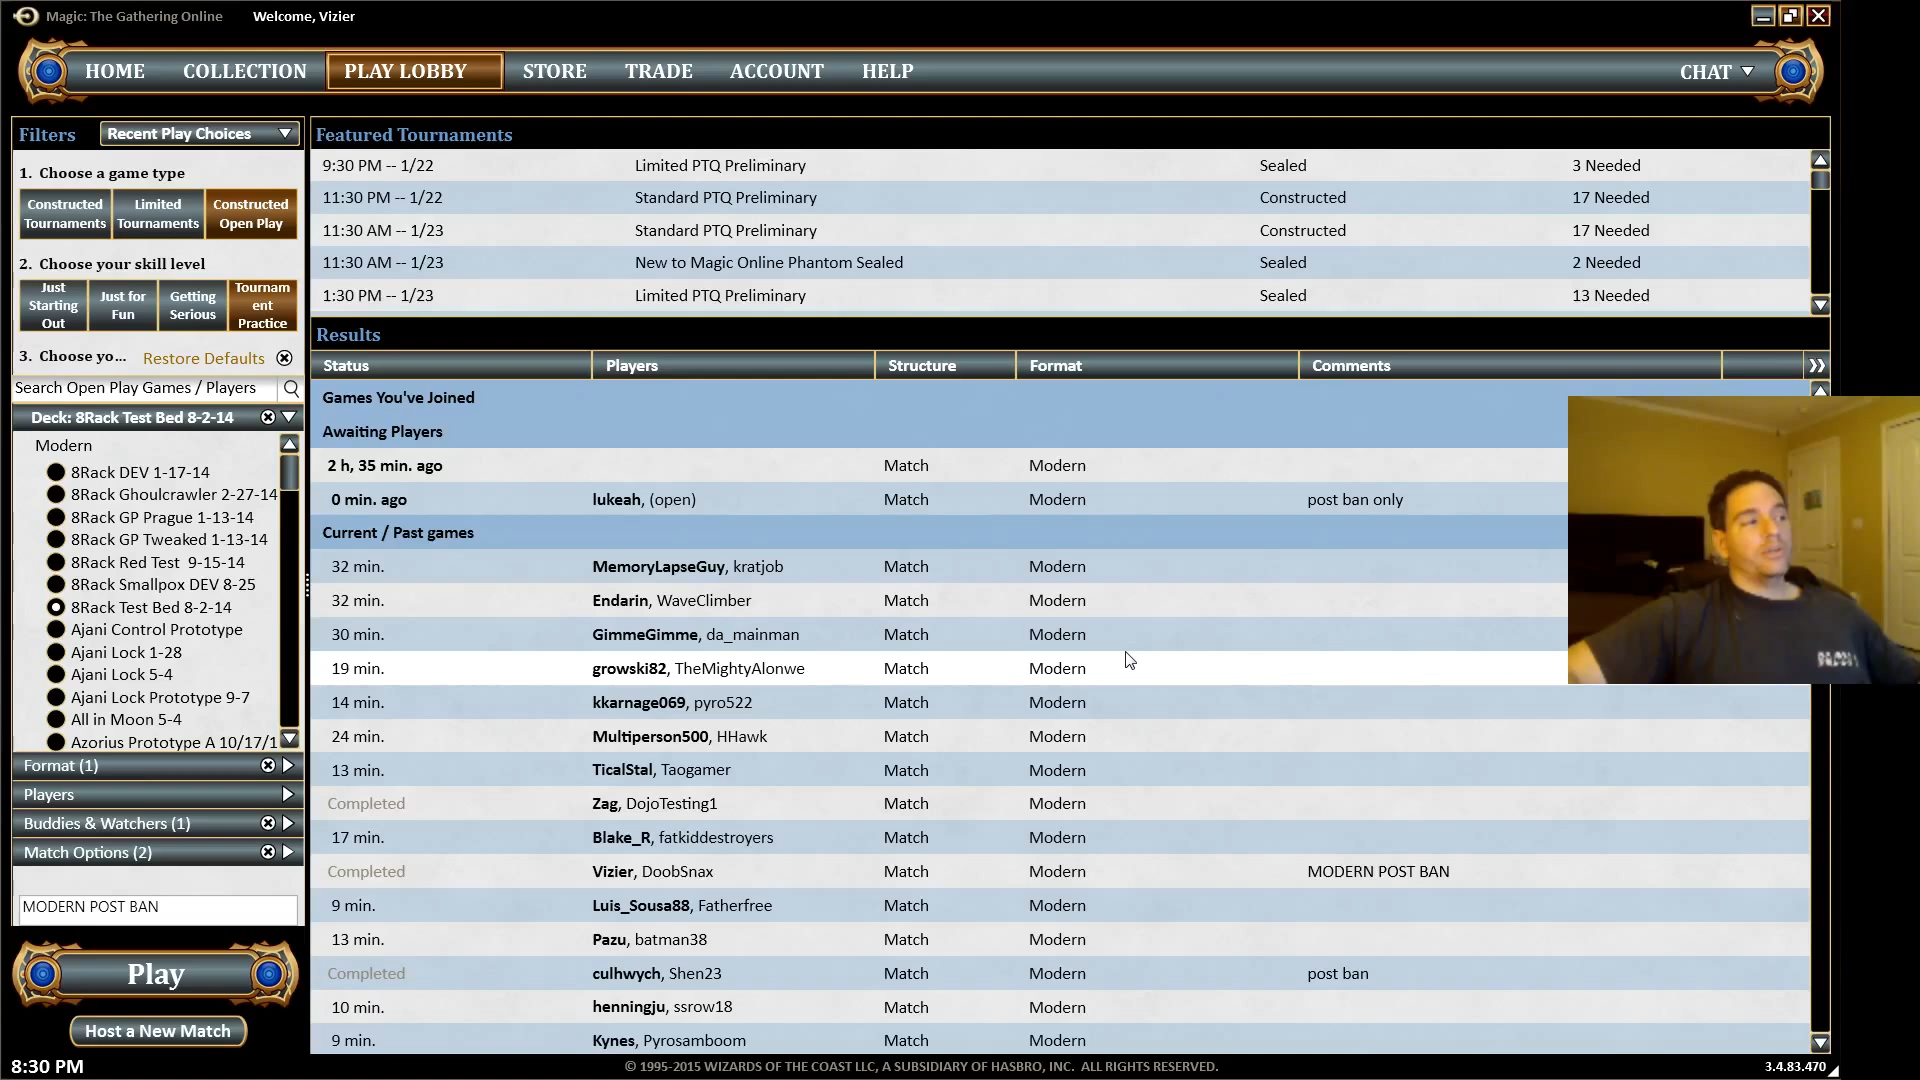 Magic: The Gathering Online Welcome, Vizier
HOME COLLECTION PLAY LOBBY STORE TRADE ACCOUNT HELP CHAT
Filters Recent Play Choices
1. Choose a game type
Constructed Tournaments Limited Tournaments Constructed Open Play
2. Choose your skill level
Just Starting Out Just for Fun Getting Serious Tournam ent Practice
3. Choose yo... Restore Defaults
Search Open Play Games / Players
Deck: 8Rack Test Bed 8-2-14
Modern
8Rack DEV 1-17-14
8Rack Ghoulcrawler 2-27-14
8Rack GP Prague 1-13-14
8Rack GP Tweaked 1-13-14
8Rack Red Test 9-15-14
8Rack Smallpox DEV 8-25
8Rack Test Bed 8-2-14
Ajani Control Prototype
Ajani Lock 1-28
Ajani Lock 5-4
Ajani Lock Prototype 9-7
All in Moon 5-4
Azorius Prototype A 10/17/1
Format (1)
Players
Buddies & Watchers (1)
Match Options (2)
MODERN POST BAN
Play
Host a New Match
8:30 PM
Featured Tournaments
9:30 PM -- 1/22 Limited PTQ Preliminary Sealed 3 Needed
11:30 PM -- 1/22 Standard PTQ Preliminary Constructed 17 Needed
11:30 AM -- 1/23 Standard PTQ Preliminary Constructed 17 Needed
11:30 AM -- 1/23 New to Magic Online Phantom Sealed Sealed 2 Needed
1:30 PM -- 1/23 Limited PTQ Preliminary Sealed 13 Needed
Results
Status Players Structure Format Comments
Games You've Joined
Awaiting Players
2 h, 35 min. ago Match Modern
0 min. ago lukeah, (open) Match Modern post ban only
Current / Past games
32 min. MemoryLapseGuy, kratjob Match Modern
32 min. Endarin, WaveClimber Match Modern
30 min. GimmeGimme, da_mainman Match Modern
19 min. growski82, TheMightyAlonwe Match Modern
14 min. kkarnage069, pyro522 Match Modern
24 min. Multiperson500, HHawk Match Modern
13 min. TicalStal, Taogamer Match Modern
Completed Zag, DojoTesting1 Match Modern
17 min. Blake_R, fatkiddestroyers Match Modern
Completed Vizier, DoobSnax Match Modern MODERN POST BAN
9 min. Luis_Sousa88, Fatherfree Match Modern
13 min. Pazu, batman38 Match Modern
Completed culhwych, Shen23 Match Modern post ban
10 min. henningju, ssrow18 Match Modern
9 min. Kynes, Pyrosamboom Match Modern
© 1995-2015 WIZARDS OF THE COAST LLC, A SUBSIDIARY OF HASBRO, INC. ALL RIGHTS RESERVED.
3.4.83.470